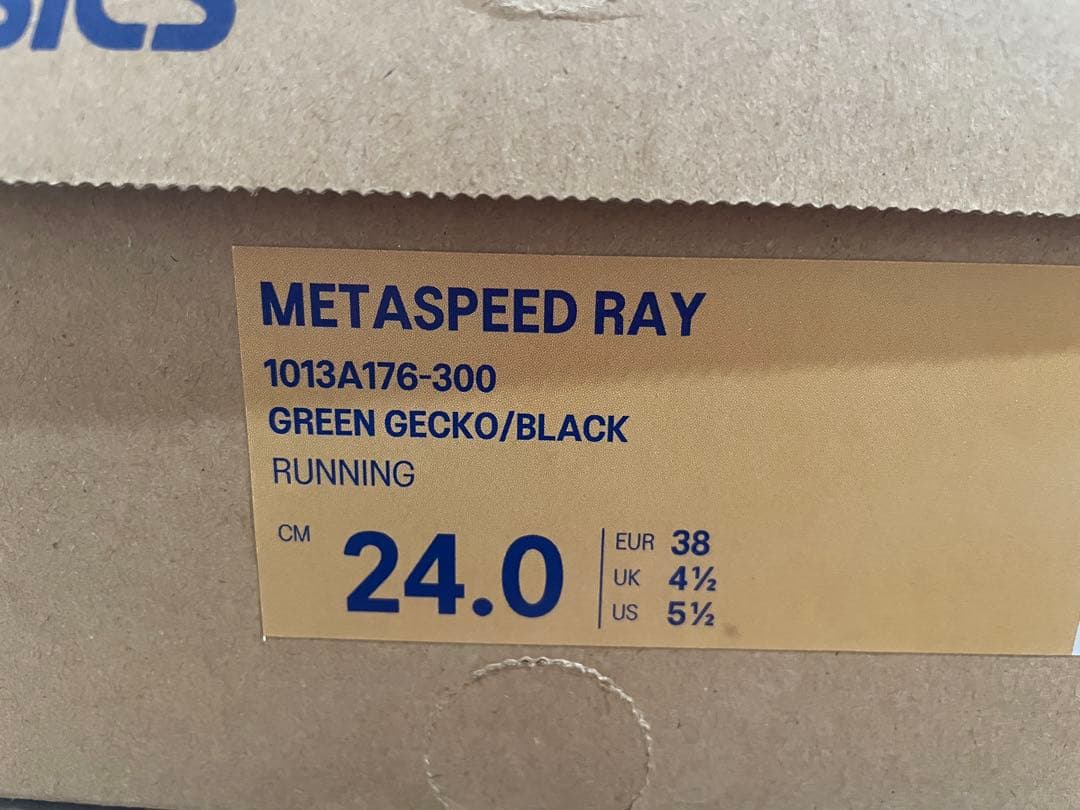 METASPEED RAY
1013A176-300
GREEN GECKO/BLACK
RUNNING
CM 24.0
EUR 38
UK 4½
US 5½